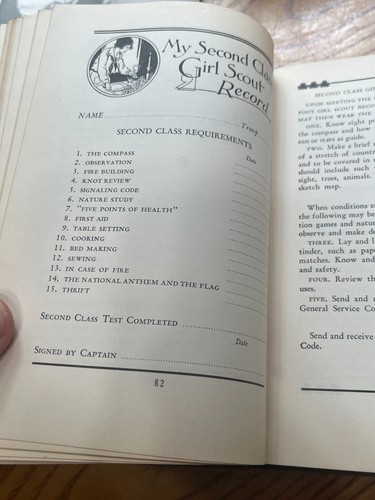 My Second Class
Girl Scout
Record
NAME Troop
SECOND CLASS REQUIREMENTS
Date
1. THE COMPASS
2. OBSERVATION
3. FIRE BUILDING
4. KNOT REVIEW
5. SIGNALING CODE
6. NATURE STUDY
7. "FIVE POINTS OF HEALTH"
8. FIRST AID
9. TABLE SETTING
10. COOKING
11. BED MAKING
12. SEWING
13. IN CASE OF FIRE
14. THE NATIONAL ANTHEM AND THE FLAG
15. THRIFT
SECOND CLASS TEST COMPLETED
Date
SIGNED BY CAPTAIN
82
SECOND CLASS
UPON MEETING THE
FOOT GIRL SCOUT
MAY THEN WEAR THE
ONE. Know
the compass and how
sun or stars as guide.
TWO. Make a brief
of a stretch of
and to be covered in
should include such
sight, trees, animals.
sketch map.
When conditions
the following may be
tion games and
observe and make
THREE. Lay and
tinder, such as
matches. Know and
and safety.
FOUR. Review the
uses.
FIVE. Send and
General Service
Send and receive
Code.